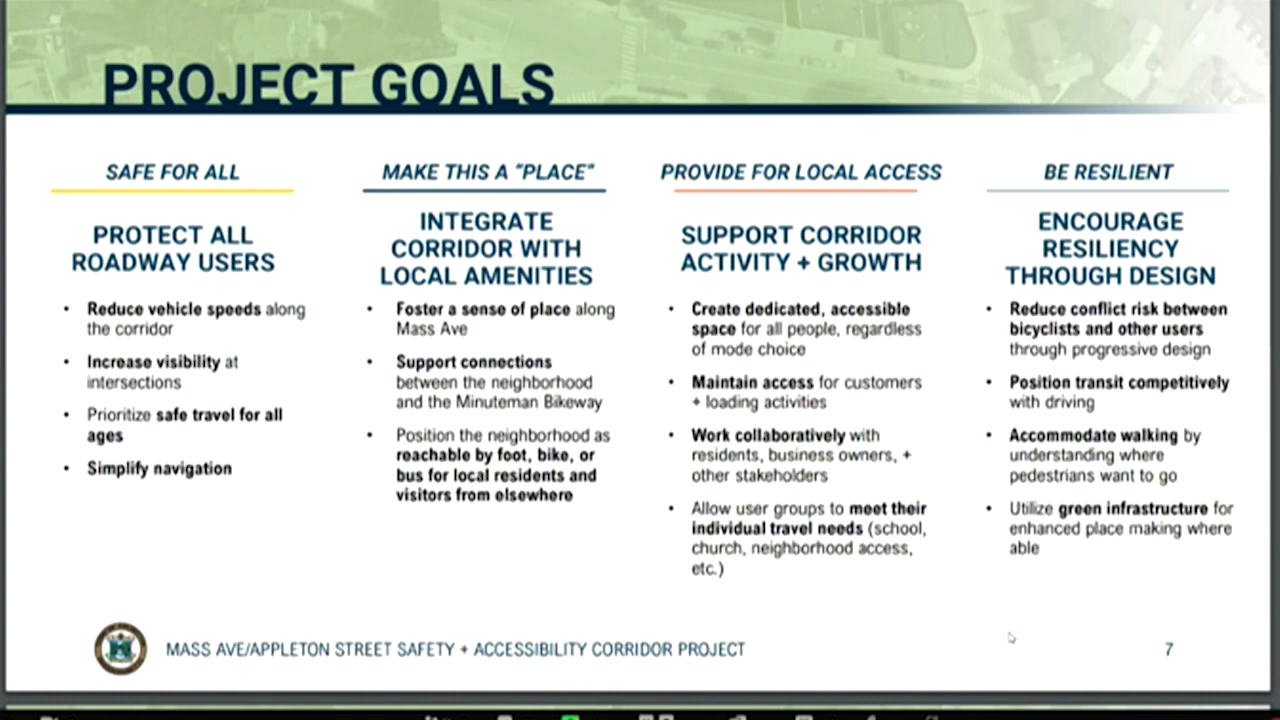 PROJECT GOALS
SAFE FOR ALL
PROTECT ALL
ROADWAY USERS
• Reduce vehicle speeds along
the corridor
• Increase visibility at
intersections
• Prioritize safe travel for all
ages
• Simplify navigation
MAKE THIS A "PLACE"
INTEGRATE
CORRIDOR WITH
LOCAL AMENITIES
• Foster a sense of place along
Mass Ave
• Support connections
between the neighborhood
and the Minuteman Bikeway
• Position the neighborhood as
reachable by foot, bike, or
bus for local residents and
visitors from elsewhere
PROVIDE FOR LOCAL ACCESS
SUPPORT CORRIDOR
ACTIVITY + GROWTH
• Create dedicated, accessible
space for all people, regardless
of mode choice
• Maintain access for customers
+ loading activities
• Work collaboratively with
residents, business owners, +
other stakeholders
• Allow user groups to meet their
individual travel needs (school,
church, neighborhood access,
etc.)
BE RESILIENT
ENCOURAGE
RESILIENCY
THROUGH DESIGN
• Reduce conflict risk between
bicyclists and other users
through progressive design
• Position transit competitively
with driving
• Accommodate walking by
understanding where
pedestrians want to go
• Utilize green infrastructure for
enhanced place making where
able
MASS AVE/APPLETON STREET SAFETY + ACCESSIBILITY CORRIDOR PROJECT
7